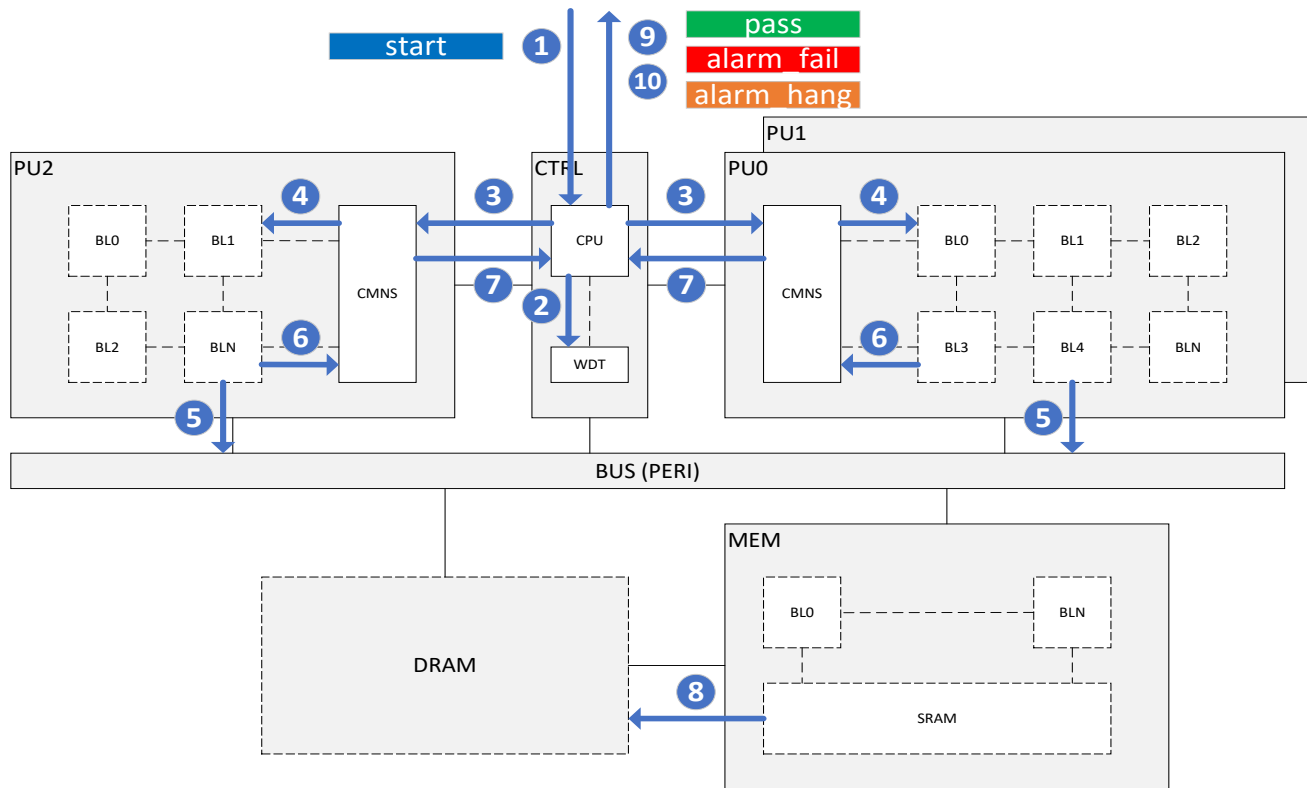 start
1
9
10
pass
alarm_fail
alarm_hang
PU1
PU2
CTRL
PU0
4
3
3
4
BL0
BL1
CMNS
CPU
CMNS
BL0
BL1
BL2
7
2
7
BL2
BLN
6
WDT
6
BL3
BL4
BLN
5
5
BUS (PERI)
MEM
BL0
BLN
DRAM
8
SRAM